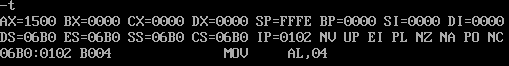 -t
AX=1500 BX=0000 CX=0000 DX=0000 SP=FFFE BP=0000 SI=0000 DI=0000
DS=06B0 ES=06B0 SS=06B0 CS=06B0 IP=0102 NV UP EI PL NZ NA PO NC
06B0:0102 B004 MOV AL,04